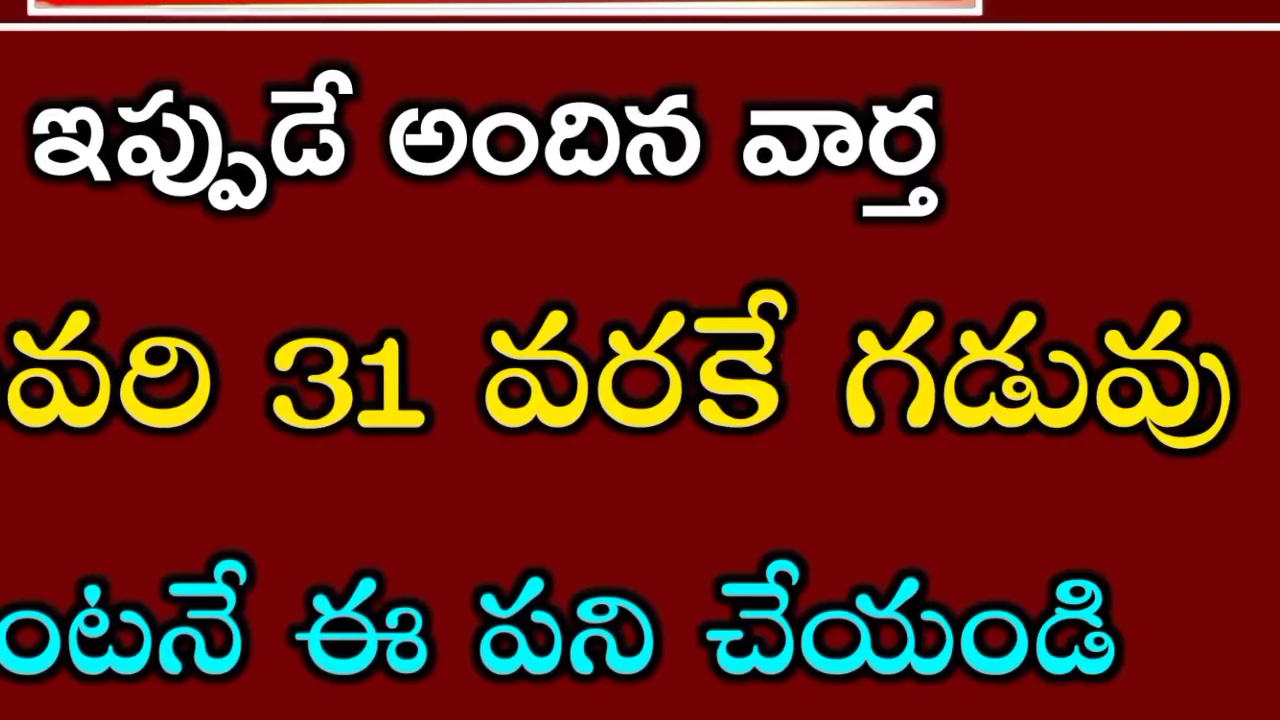 ఇప్పుడే అందిన వార్త
వరి 31 వరకే గడువు
ంటనే ఈ పని చేయండి